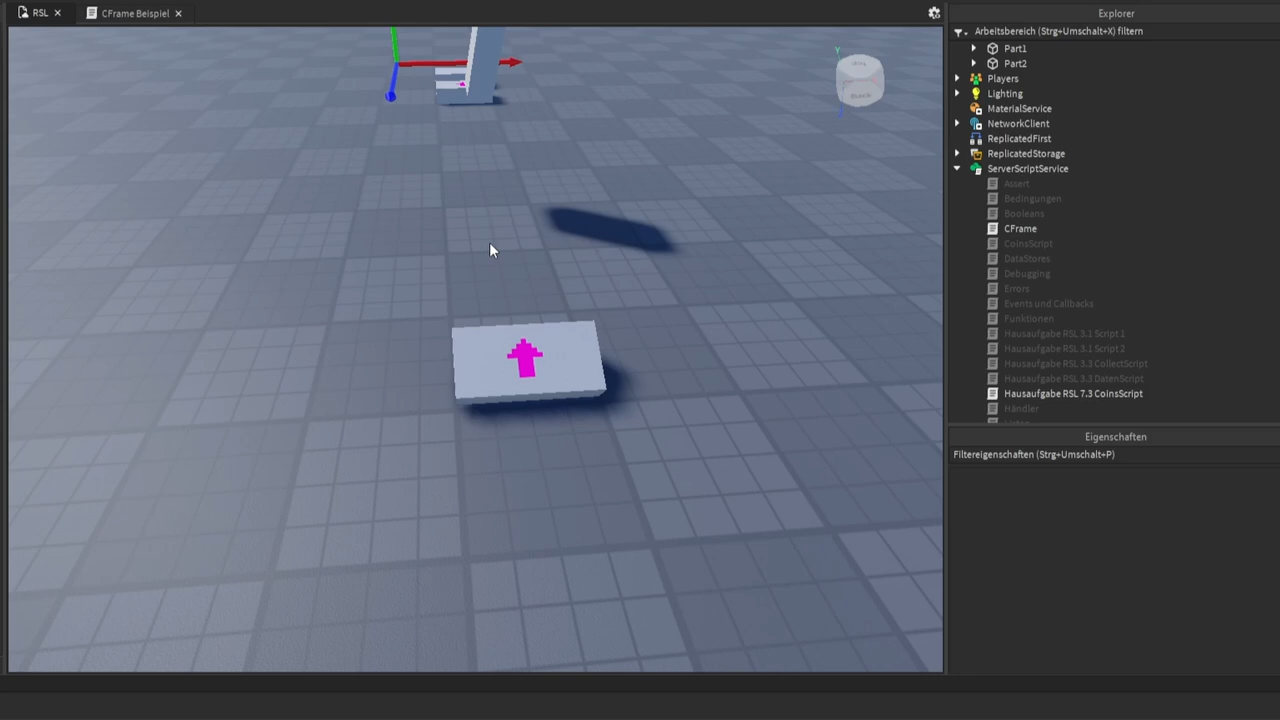 RSL
CFrame Beispiel
Explorer
Arbeitsbereich (Strg+Umschalt+X) filtern
Part1
Part2
Players
Lighting
MaterialService
NetworkClient
ReplicatedFirst
ReplicatedStorage
ServerScriptService
Assert
Bedingungen
Booleans
CFrame
CoinsScript
DataStores
Debugging
Errors
Events und Callbacks
Funktionen
Hausaufgabe RSL 3.1 Script 1
Hausaufgabe RSL 3.1 Script 2
Hausaufgabe RSL 3.3 CollectScript
Hausaufgabe RSL 3.3 DatenScript
Hausaufgabe RSL 7.3 CoinsScript
Händler
Eigenschaften
Filtereigenschaften (Strg+Umschalt+P)
Y
Back